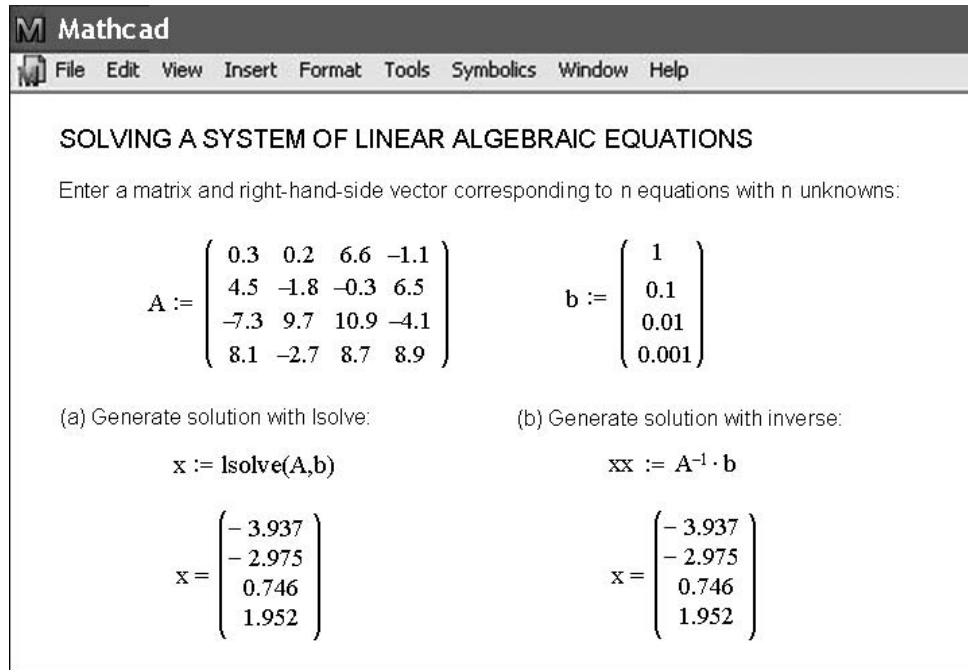 Mathcad
File Edit View Insert Format Tools Symbolics Window Help
SOLVING A SYSTEM OF LINEAR ALGEBRAIC EQUATIONS
Enter a matrix and right-hand-side vector corresponding to n equations with n unknowns:
A := ( 0.3 0.2 6.6 –1.1
4.5 –1.8 –0.3 6.5
–7.3 9.7 10.9 –4.1
8.1 –2.7 8.7 8.9 )
b := ( 1
0.1
0.01
0.001 )
(a) Generate solution with lsolve:
x := lsolve(A,b)
x = ( – 3.937
– 2.975
0.746
1.952 )
(b) Generate solution with inverse:
xx := A⁻¹ · b
x = ( – 3.937
– 2.975
0.746
1.952 )